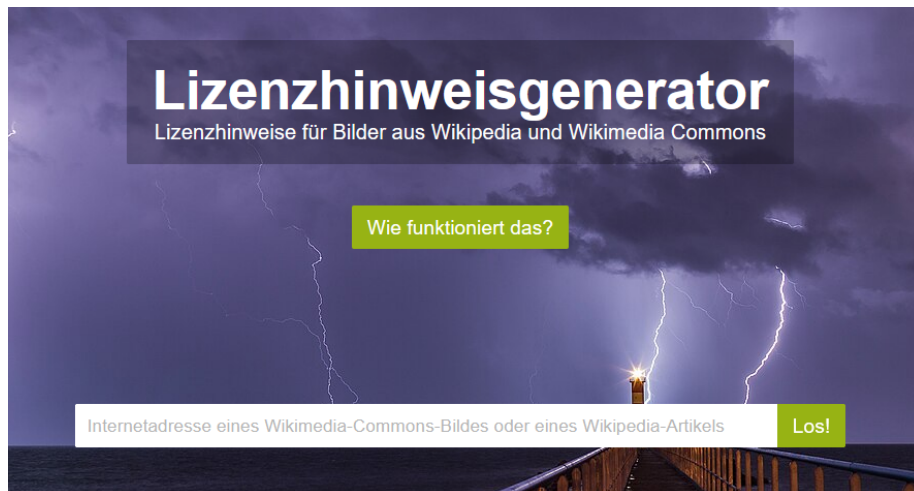 Lizenzhinweisgenerator
Lizenzhinweise für Bilder aus Wikipedia und Wikimedia Commons
Wie funktioniert das?
Internetadresse eines Wikimedia-Commons-Bildes oder eines Wikipedia-Artikels
Los!